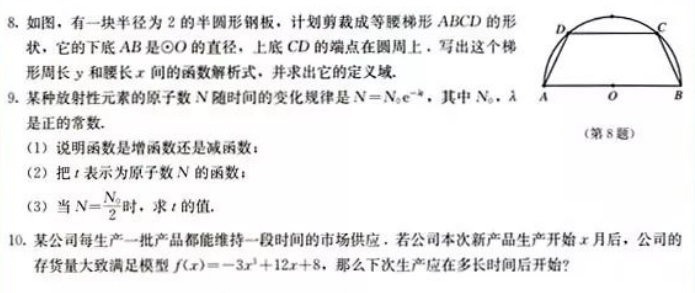 8. 如图,有一块半径为 2 的半圆形钢板,计划剪裁成等腰梯形 ABCD 的形
状,它的下底 AB 是⊙O 的直径,上底 CD 的端点在圆周上.写出这个梯
形周长 y 和腰长 x 间的函数解析式,并求出它的定义域.
9. 某种放射性元素的原子数 N 随时间的变化规律是 N=N₀e^{-λt},其中 N₀,λ
是正的常数.
(1) 说明函数是增函数还是减函数;
(2) 把 t 表示为原子数 N 的函数;
(3) 当 N=N₀/2 时,求 t 的值.
10. 某公司每生产一批产品都能维持一段时间的市场供应.若公司本次新产品生产开始 x 月后,公司的
存货量大致满足模型 f(x)=-3x³+12x+8,那么下次生产应在多长时间后开始?
D C
A O B
(第 8 题)